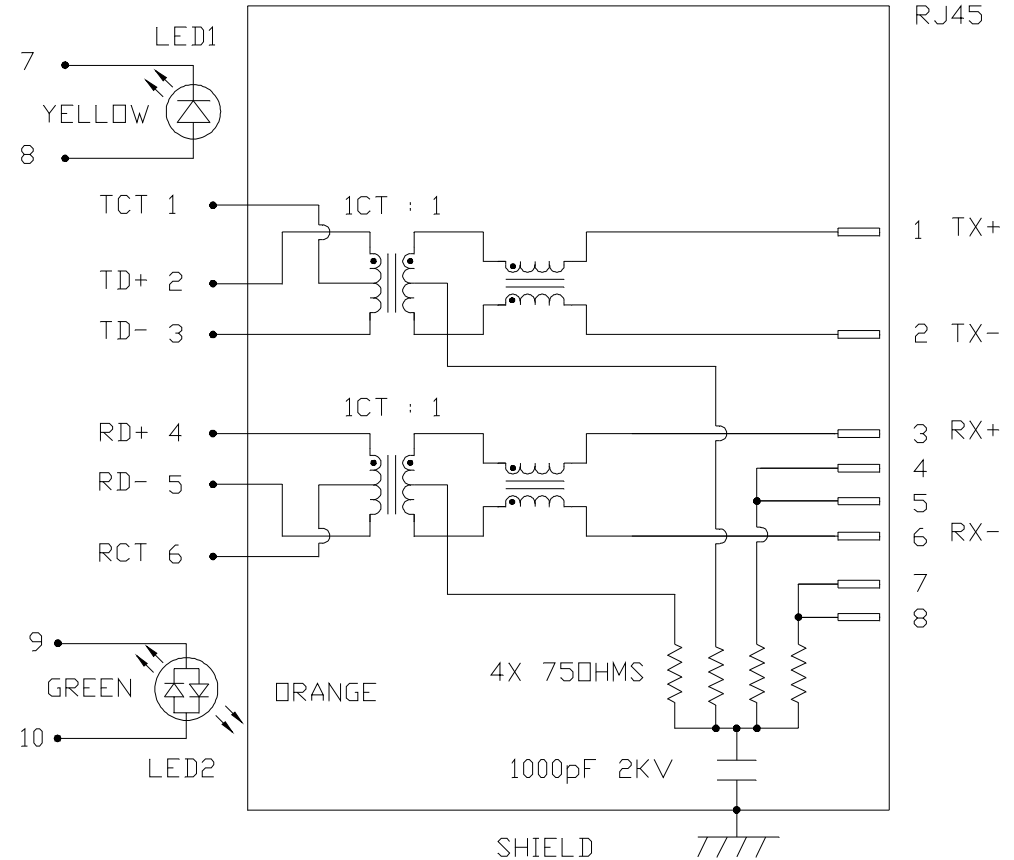 RJ45
LED1
7
YELLOW
8
TCT 1
1CT : 1
1 TX+
TD+ 2
TD- 3
2 TX-
1CT : 1
RD+ 4
3 RX+
4
RD- 5
5
6 RX-
RCT 6
7
8
9
GREEN
ORANGE
4X 75OHMS
10
LED2
1000pF 2KV
SHIELD